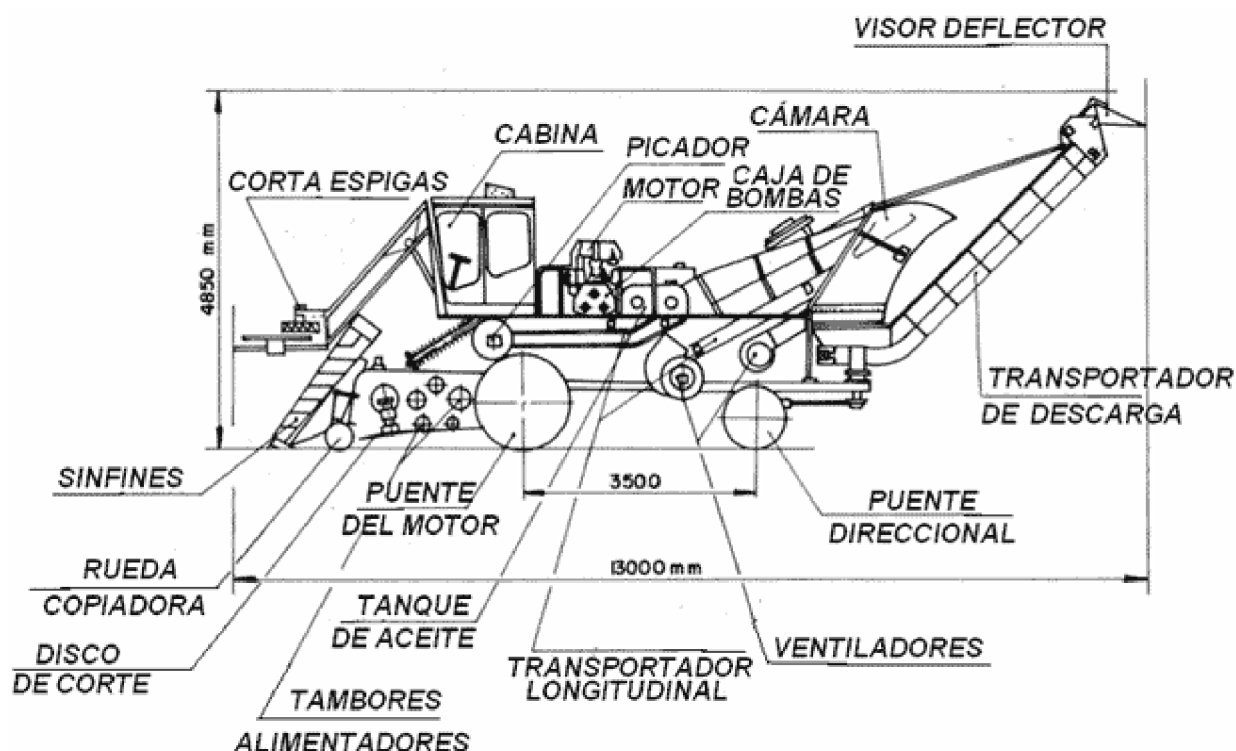 VISOR DEFLECTOR
CÁMARA
CABINA
PICADOR
CORTA ESPIGAS
MOTOR
CAJA DE
BOMBAS
4850 mm
TRANSPORTADOR
DE DESCARGA
SINFINES
3500
PUENTE
DEL MOTOR
PUENTE
DIRECCIONAL
13000 mm
RUEDA
COPIADORA
TANQUE
DE ACEITE
DISCO
DE CORTE
TRANSPORTADOR
LONGITUDINAL
VENTILADORES
TAMBORES
ALIMENTADORES